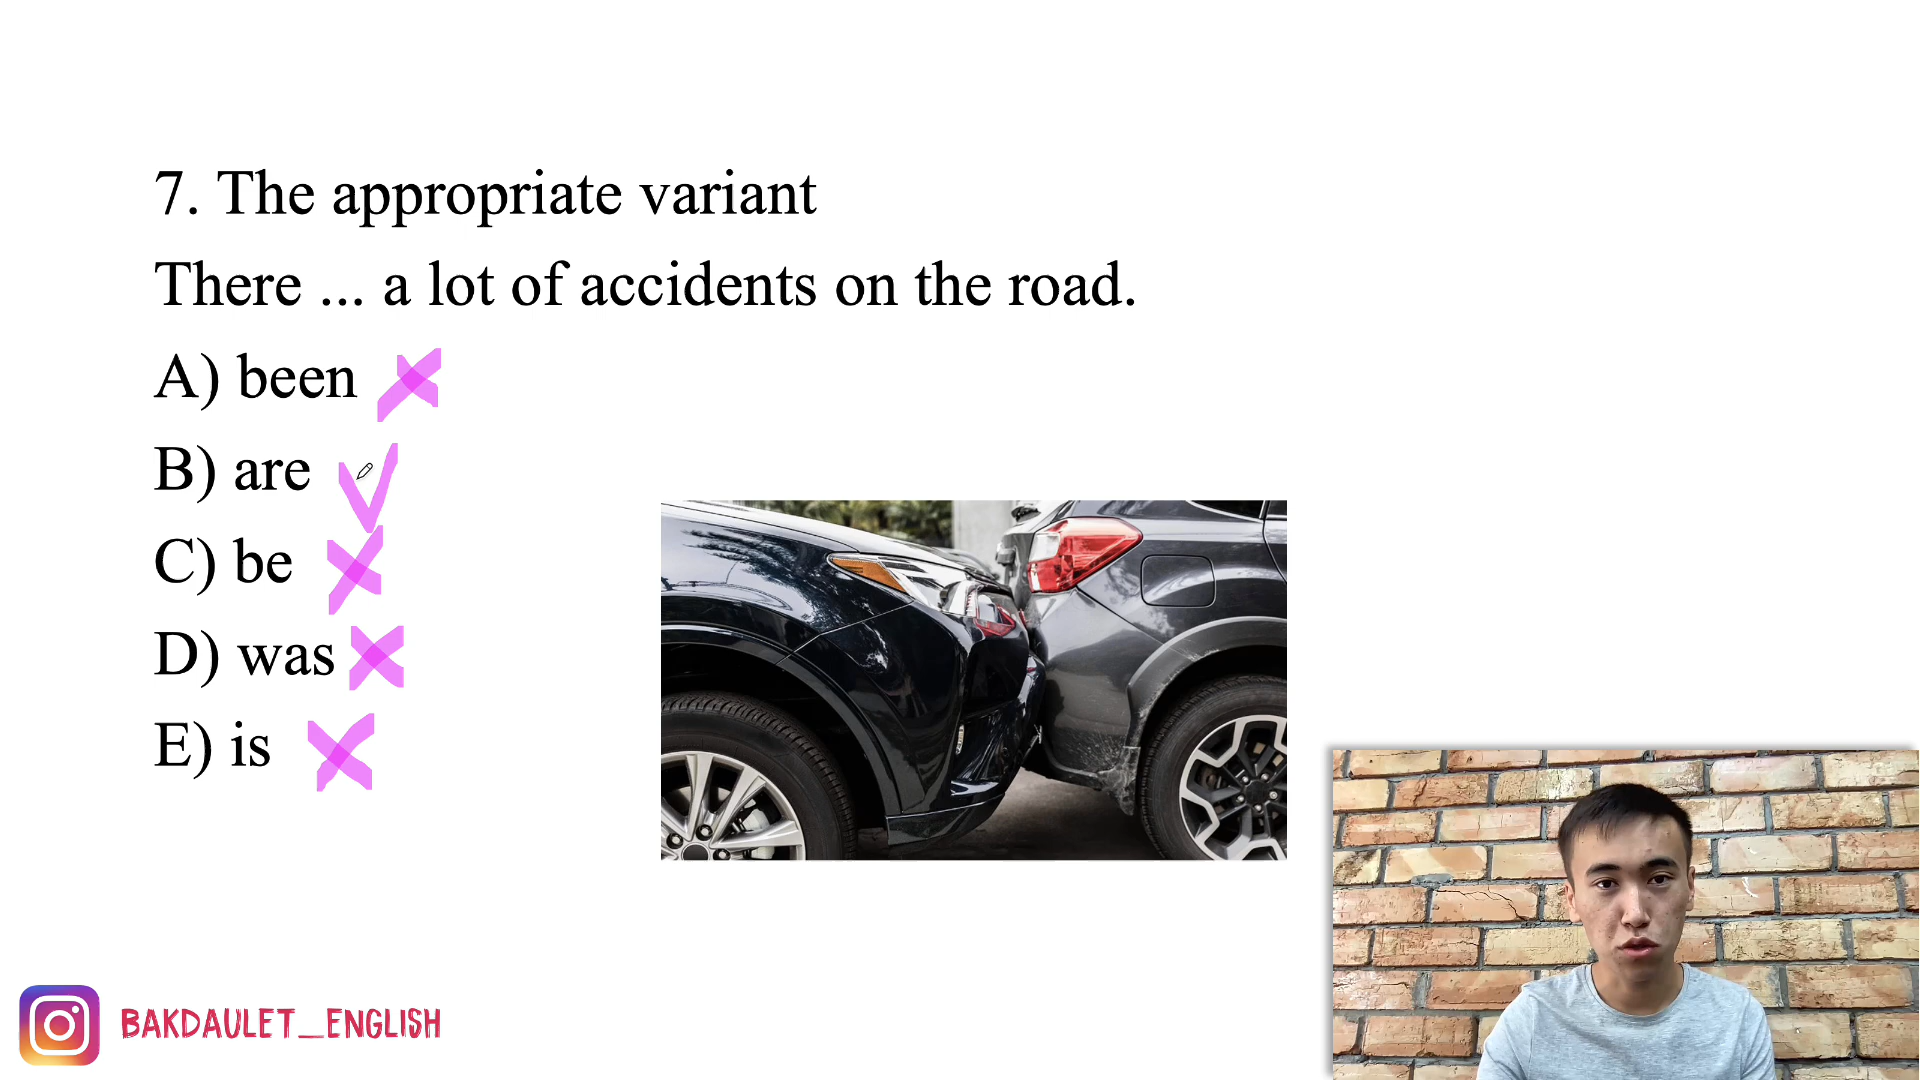 7. The appropriate variant
There ... a lot of accidents on the road.
A) been
B) are
C) be
D) was
E) is
BAKDAULET_ENGLISH